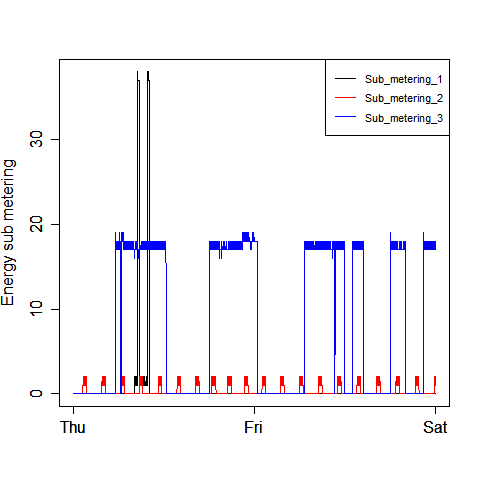 Sub_metering_1
Sub_metering_2
Sub_metering_3
Energy sub metering
30
20
10
0
Thu Fri Sat